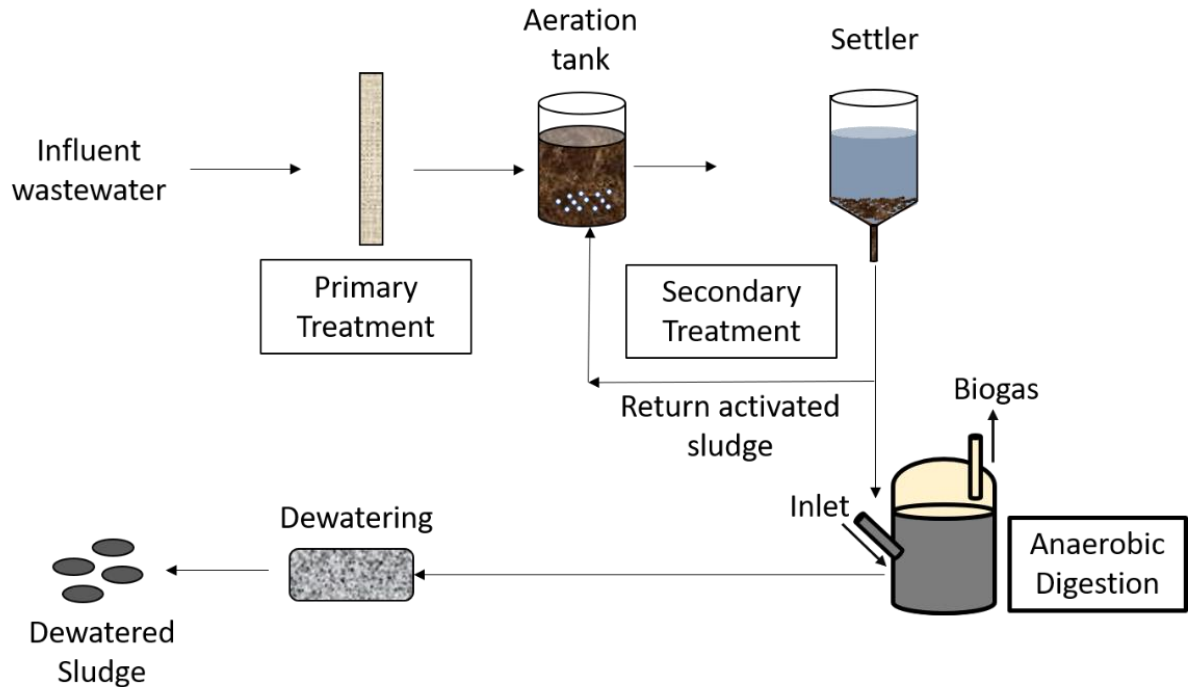 Aeration
tank
Settler
Influent
wastewater
Primary
Treatment
Secondary
Treatment
Return activated
sludge
Biogas
Inlet
Anaerobic
Digestion
Dewatering
Dewatered
Sludge